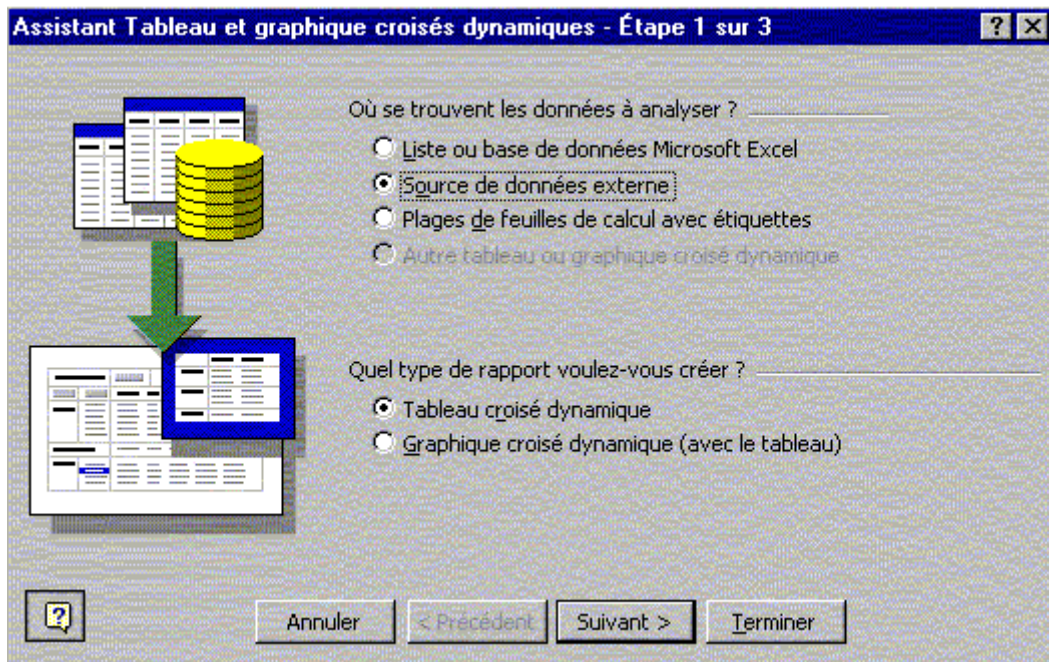 Assistant Tableau et graphique croisés dynamiques - Étape 1 sur 3
Où se trouvent les données à analyser ?
Liste ou base de données Microsoft Excel
Source de données externe
Plages de feuilles de calcul avec étiquettes
Autre tableau ou graphique croisé dynamique
Quel type de rapport voulez-vous créer ?
Tableau croisé dynamique
Graphique croisé dynamique (avec le tableau)
Annuler < Précédent Suivant > Terminer